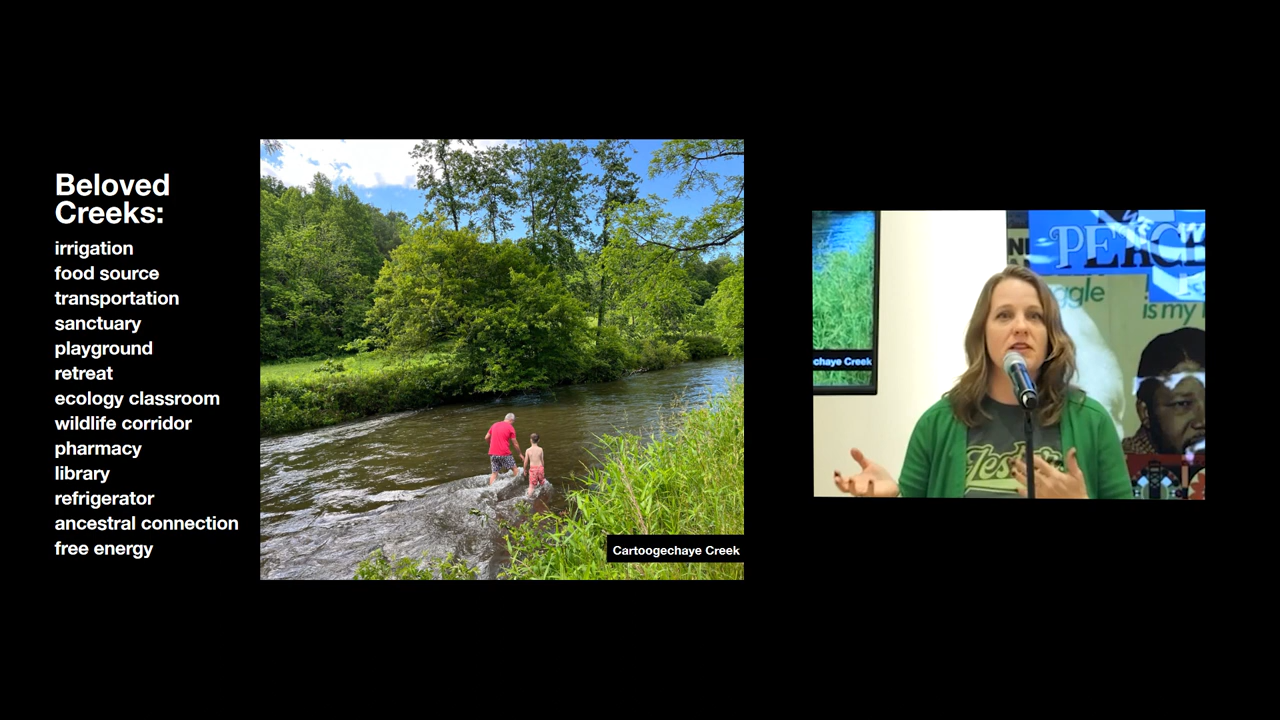 Beloved
Creeks:
irrigation
food source
transportation
sanctuary
playground
retreat
ecology classroom
wildlife corridor
pharmacy
library
refrigerator
ancestral connection
free energy
Cartoogechaye Creek
chaye Creek
PEACE
ggle
is my